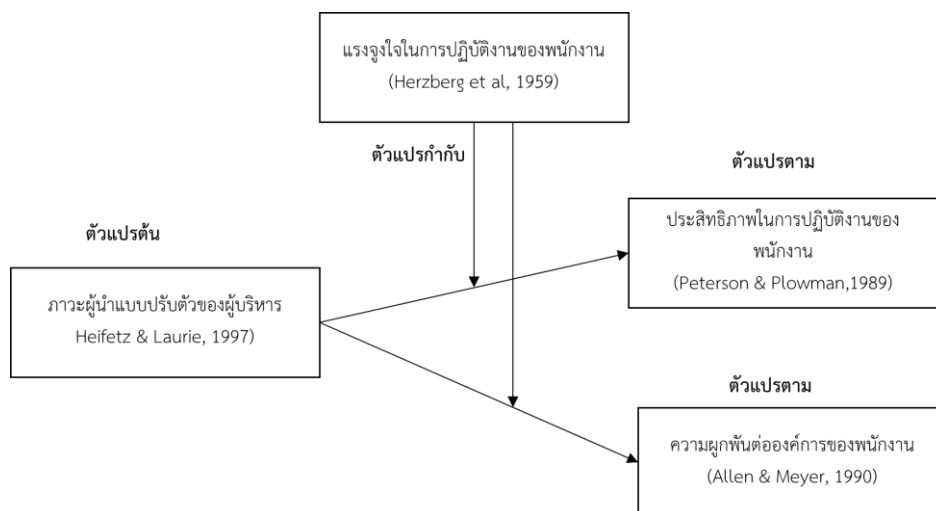 แรงจูงใจในการปฏิบัติงานของพนักงาน
(Herzberg et al, 1959)
ตัวแปรกำกับ
ตัวแปรตาม
ประสิทธิภาพในการปฏิบัติงานของ
พนักงาน
(Peterson & Plowman,1989)
ตัวแปรต้น
ภาวะผู้นำแบบปรับตัวของผู้บริหาร
Heifetz & Laurie, 1997)
ตัวแปรตาม
ความผูกพันต่อองค์การของพนักงาน
(Allen & Meyer, 1990)